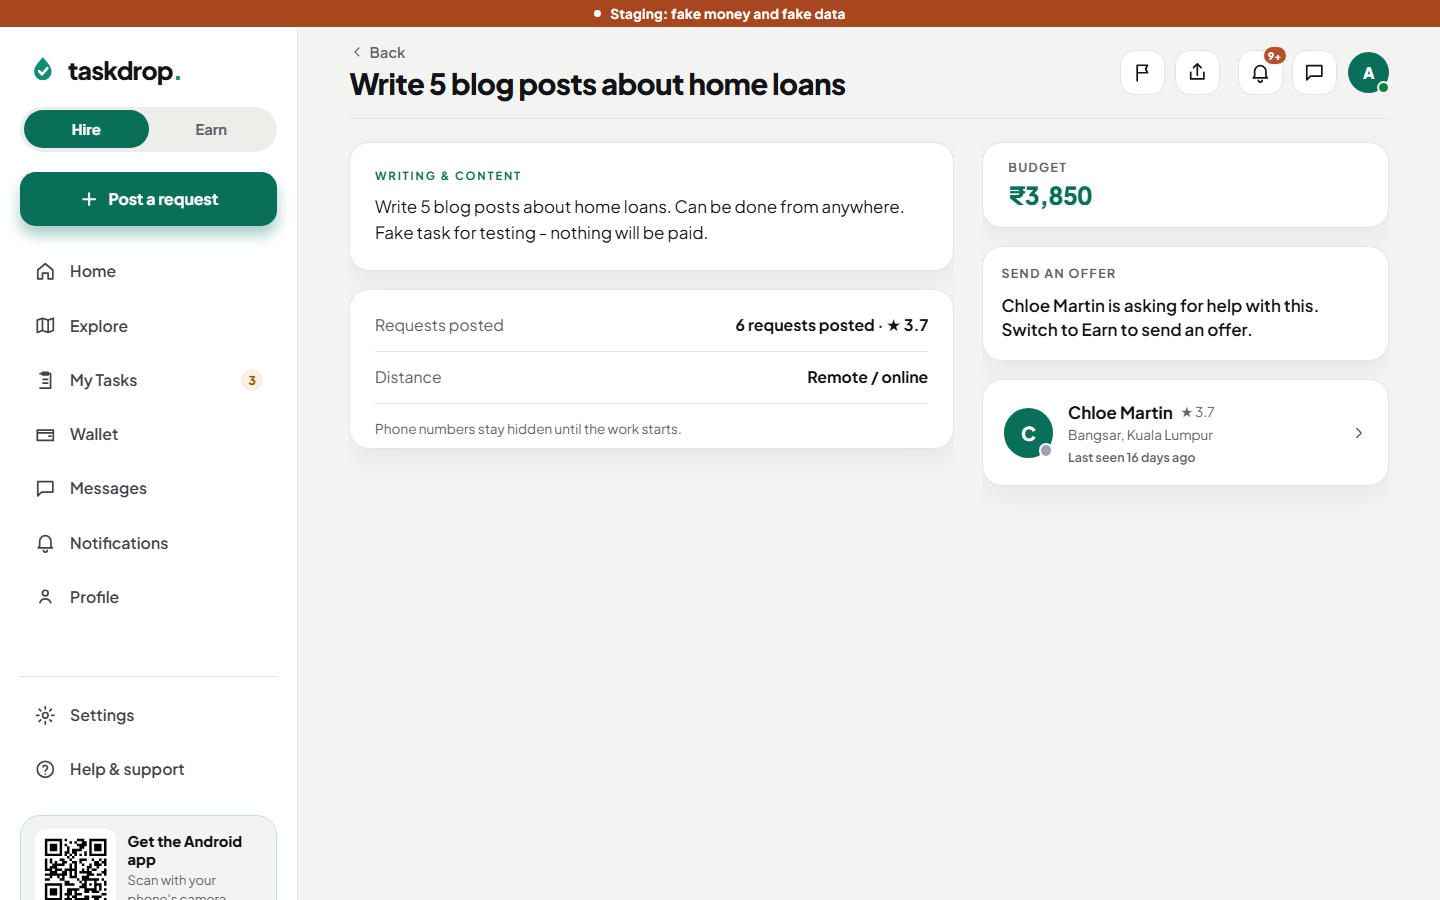 Staging: fake money and fake data
taskdrop.
Hire
Earn
Post a request
Home
Explore
My Tasks
3
Wallet
Messages
Notifications
Profile
Settings
Help & support
Get the Android
app
Scan with your
phone's camera
Back
Write 5 blog posts about home loans
9+
A
WRITING & CONTENT
Write 5 blog posts about home loans. Can be done from anywhere.
Fake task for testing - nothing will be paid.
Requests posted
6 requests posted · ★ 3.7
Distance
Remote / online
Phone numbers stay hidden until the work starts.
BUDGET
₹3,850
SEND AN OFFER
Chloe Martin is asking for help with this.
Switch to Earn to send an offer.
C
Chloe Martin ★ 3.7
Bangsar, Kuala Lumpur
Last seen 16 days ago